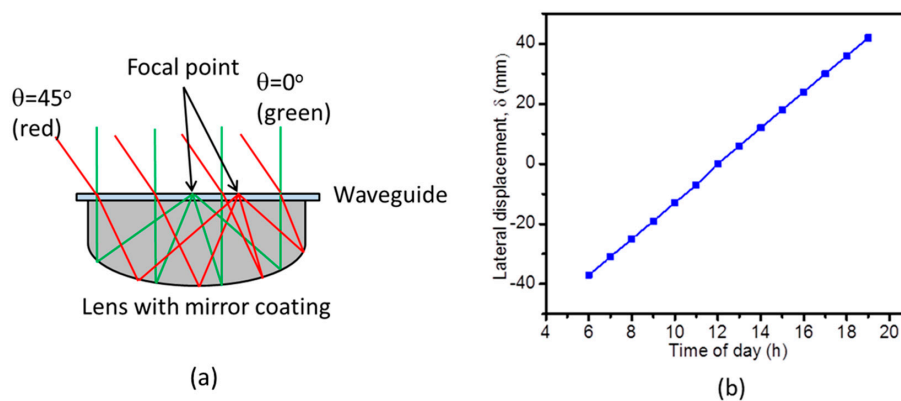 Focal point
θ=45°
(red)
θ=0°
(green)
Waveguide
Lens with mirror coating
(a)
Lateral displacement, δ (mm)
40
20
0
-20
-40
4 6 8 10 12 14 16 18 20
Time of day (h)
(b)